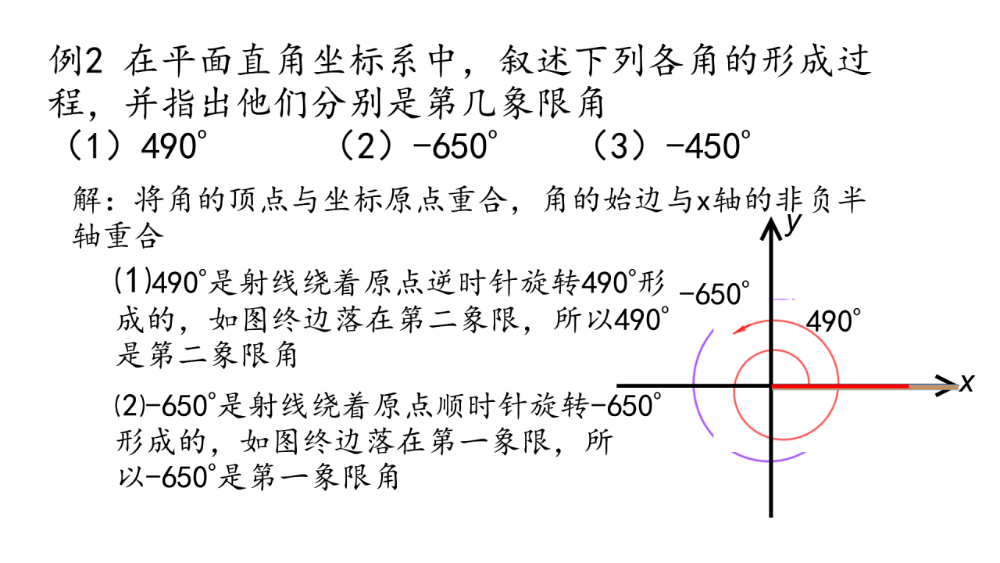 例2 在平面直角坐标系中，叙述下列各角的形成过
程，并指出他们分别是第几象限角
（1）490° （2）-650° （3）-450°
解：将角的顶点与坐标原点重合，角的始边与x轴的非负半
轴重合
y
⑴490°是射线绕着原点逆时针旋转490°形
成的，如图终边落在第二象限，所以490°
是第二象限角
-650°
490°
x
⑵-650°是射线绕着原点顺时针旋转-650°
形成的，如图终边落在第一象限，所
以-650°是第一象限角